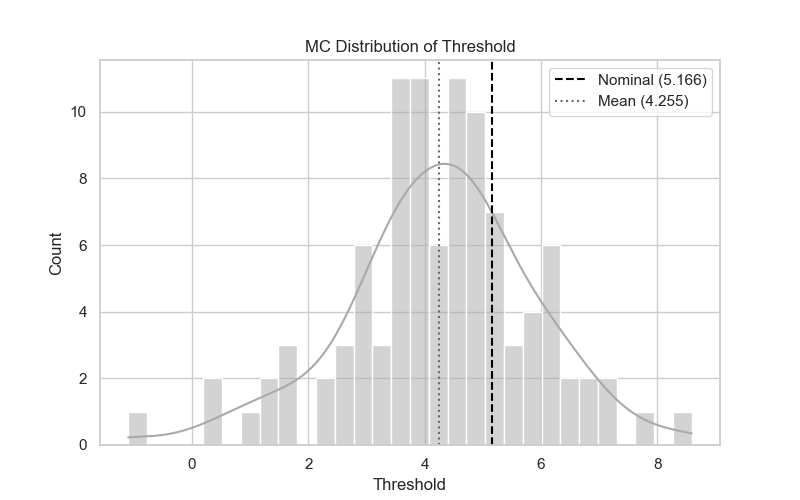 MC Distribution of Threshold
Nominal (5.166)
Mean (4.255)
Count
10
8
6
4
2
0
0 2 4 6 8
Threshold